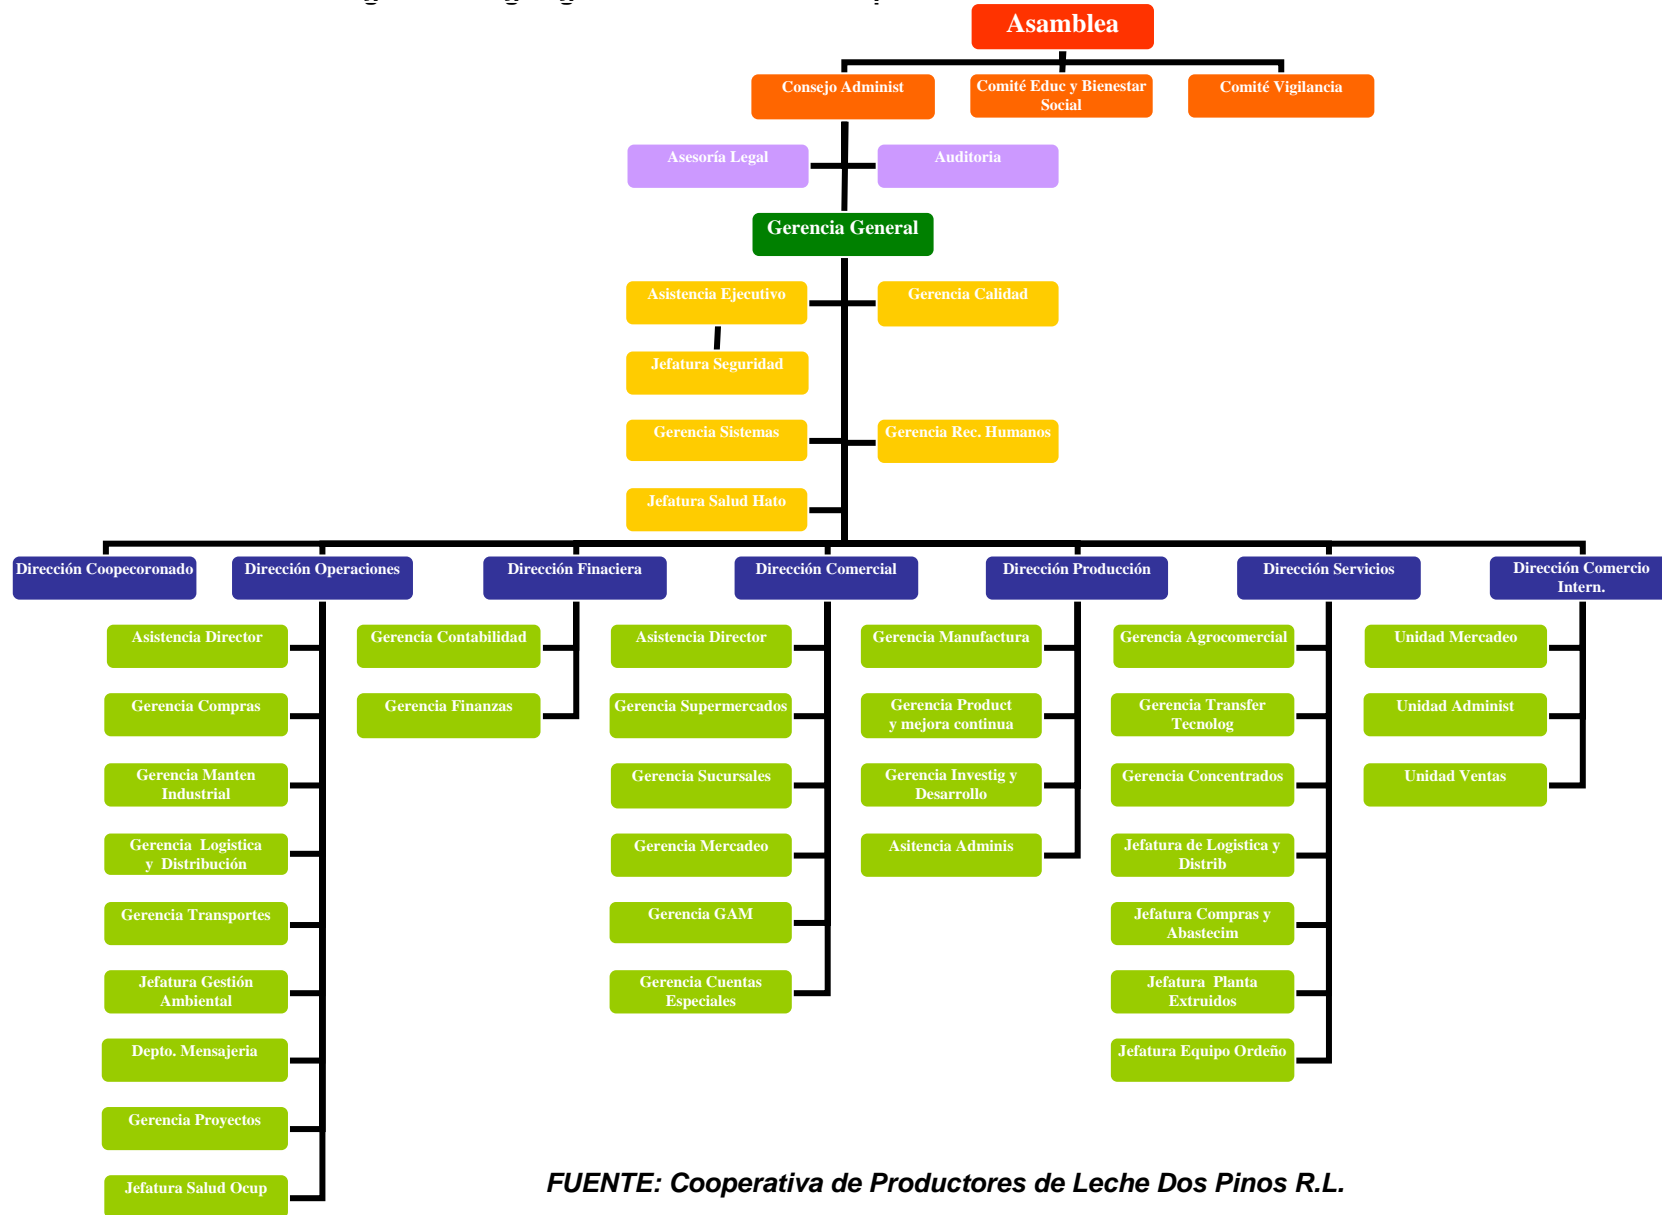 Asamblea
Consejo Administ
Comité Educ y Bienestar
Social
Comité Vigilancia
Asesoría Legal
Auditoria
Gerencia General
Asistencia Ejecutivo
Gerencia Calidad
Jefatura Seguridad
Gerencia Sistemas
Gerencia Rec. Humanos
Jefatura Salud Hato
Dirección Coopecoronado
Dirección Operaciones
Dirección Finaciera
Dirección Comercial
Dirección Producción
Dirección Servicios
Dirección Comercio
Intern.
Asistencia Director
Gerencia Compras
Gerencia Manten
Industrial
Gerencia  Logistica
y  Distribución
Gerencia Transportes
Jefatura Gestión
Ambiental
Depto. Mensajeria
Gerencia Proyectos
Jefatura Salud Ocup
Gerencia Contabilidad
Gerencia Finanzas
Asistencia Director
Gerencia Supermercados
Gerencia Sucursales
Gerencia Mercadeo
Gerencia GAM
Gerencia Cuentas
Especiales
Gerencia Manufactura
Gerencia Product
y mejora continua
Gerencia Investig y
Desarrollo
Asitencia Adminis
Gerencia Agrocomercial
Gerencia Transfer
Tecnolog
Gerencia Concentrados
Jefatura de Logistica y
Distrib
Jefatura Compras y
Abastecim
Jefatura  Planta
Extruidos
Jefatura Equipo Ordeño
Unidad Mercadeo
Unidad Administ
Unidad Ventas
FUENTE: Cooperativa de Productores de Leche Dos Pinos R.L.